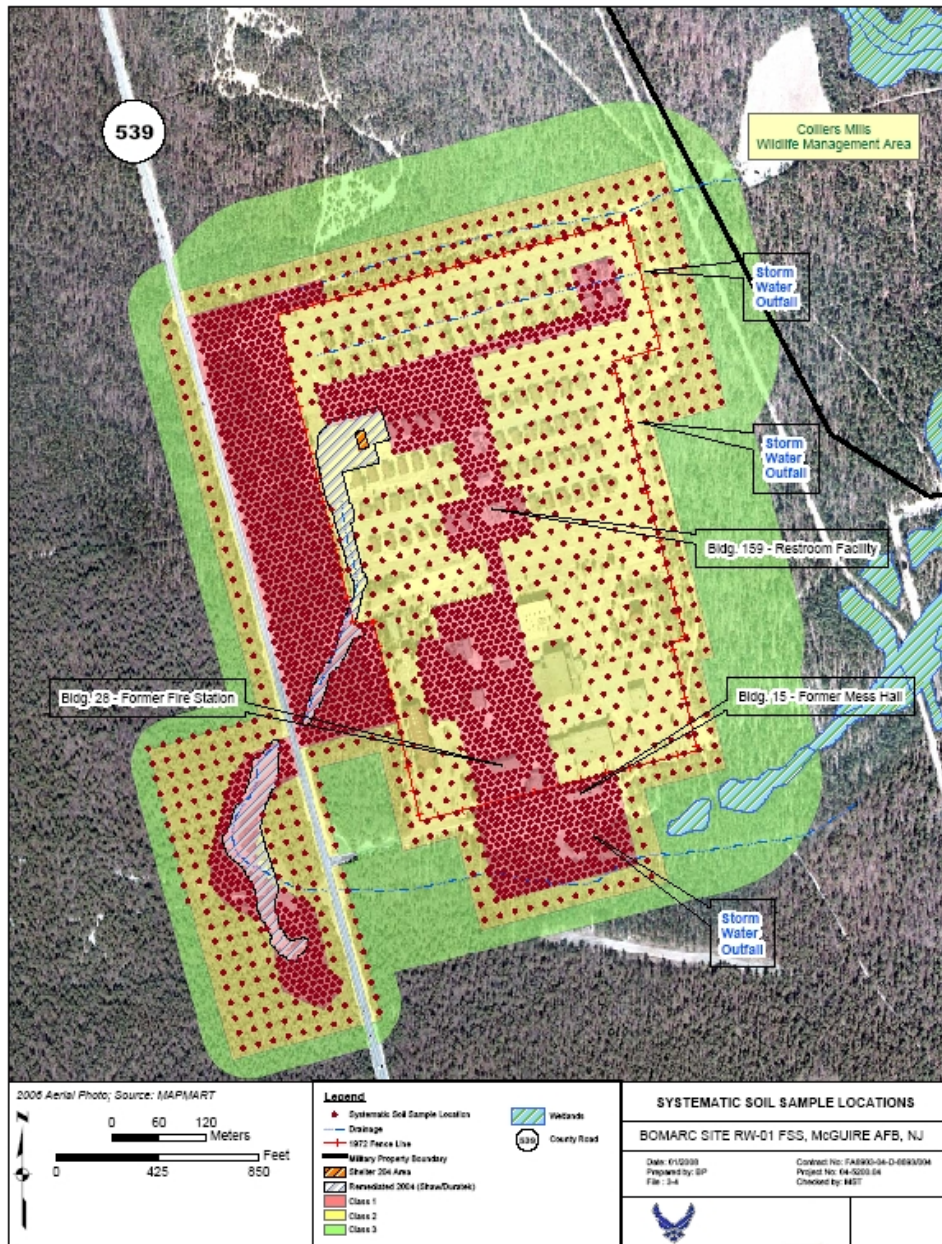 539
Colliers Mills
Wildlife Management Area
Storm
Water
Outfall
Storm
Water
Outfall
Bldg. 159 - Restroom Facility
Bldg. 28 - Former Fire Station
Bldg. 15 - Former Mess Hall
Storm
Water
Outfall
2006 Aerial Photo; Source: MAPMART
N
0 60 120
Meters
Feet
0 425 850
Legend
Systematic Soil Sample Location
Drainage
1972 Fence Line
Military Property Boundary
Shelter 204 Area
Remediated 2004 (Shaw/Duratek)
Class 1
Class 2
Class 3
Wetlands
539 County Road
SYSTEMATIC SOIL SAMPLE LOCATIONS
BOMARC SITE RW-01 FSS, McGUIRE AFB, NJ
Date: 01/2008
Prepared by: BP
File : 3-4
Contract No:
Project No: 04-5200.04
Checked by: MST